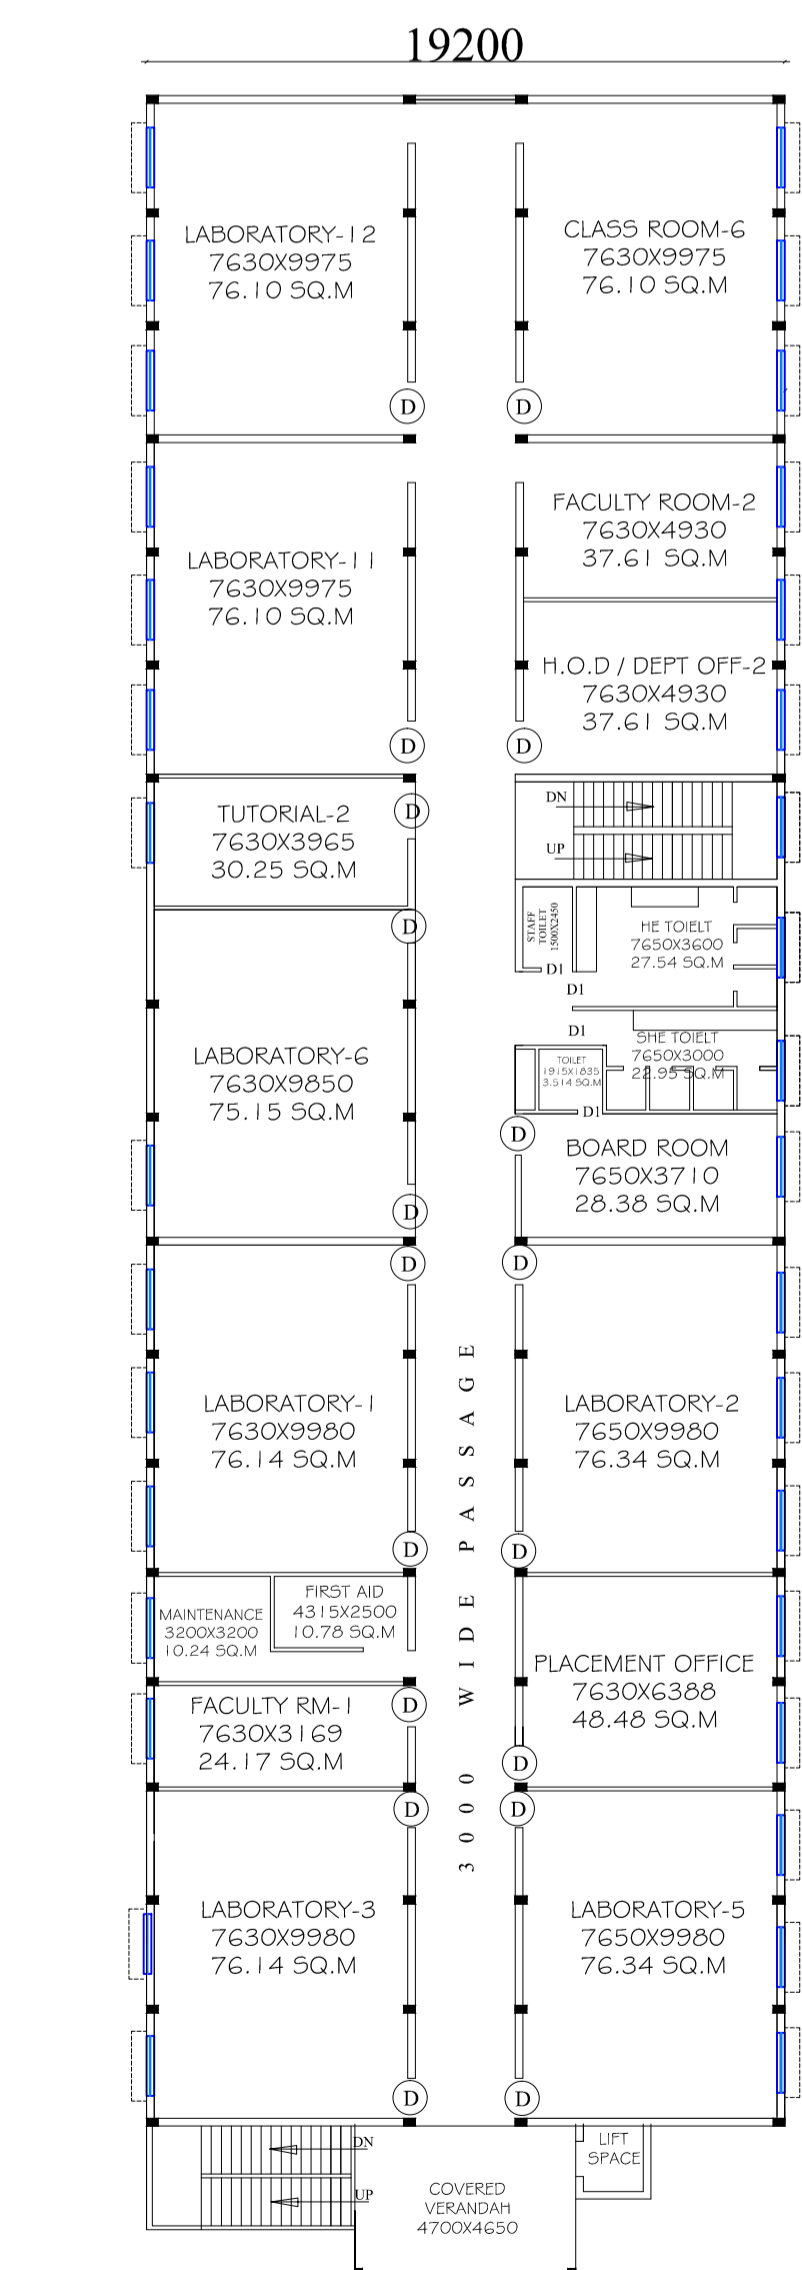 19200
LABORATORY-12
7630X9975
76.10 SQ.M
CLASS ROOM-6
7630X9975
76.10 SQ.M
D
D
LABORATORY-11
7630X9975
76.10 SQ.M
FACULTY ROOM-2
7630X4930
37.61 SQ.M
H.O.D / DEPT OFF-2
7630X4930
37.61 SQ.M
D
D
TUTORIAL-2
7630X3965
30.25 SQ.M
D
DN
UP
D
STAFF
TOILET
1500X2450
HE TOIELT
7650X3600
27.54 SQ.M
D1
D1
D1
SHE TOIELT
7650X3000
22.95 SQ.M
TOILET
1915X1835
3.514 SQ.M
D1
LABORATORY-6
7630X9850
75.15 SQ.M
D
BOARD ROOM
7650X3710
28.38 SQ.M
D
D
D
LABORATORY-1
7630X9980
76.14 SQ.M
LABORATORY-2
7650X9980
76.34 SQ.M
D
D
3000 WIDE PASSAGE
MAINTENANCE
3200X3200
10.24 SQ.M
FIRST AID
4315X2500
10.78 SQ.M
PLACEMENT OFFICE
7630X6388
48.48 SQ.M
D
FACULTY RM-1
7630X3169
24.17 SQ.M
D
D
D
LABORATORY-3
7630X9980
76.14 SQ.M
LABORATORY-5
7650X9980
76.34 SQ.M
D
D
DN
UP
LIFT
SPACE
COVERED
VERANDAH
4700X4650